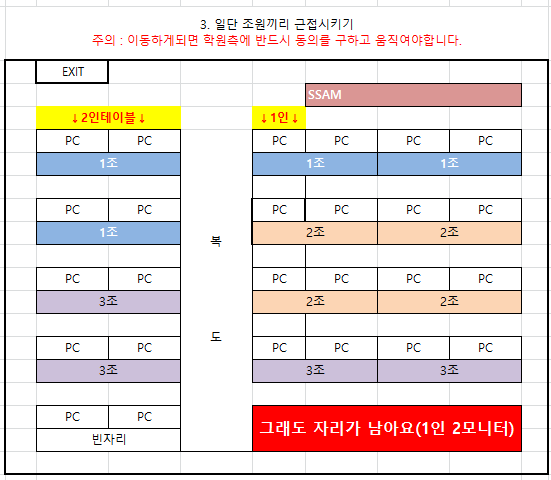 3. 일단 조원끼리 근접시키기
주의 : 이동하게되면 학원측에 반드시 동의를 구하고 움직여야합니다.
EXIT
SSAM
↓2인테이블↓ ↓1인↓
PC PC PC PC PC PC
1조 1조 1조
PC PC PC PC PC PC
1조 2조 2조
복
PC PC PC PC PC PC
3조 2조 2조
도
PC PC PC PC PC PC
3조 3조 3조
PC PC
그래도 자리가 남아요(1인 2모니터)
빈자리